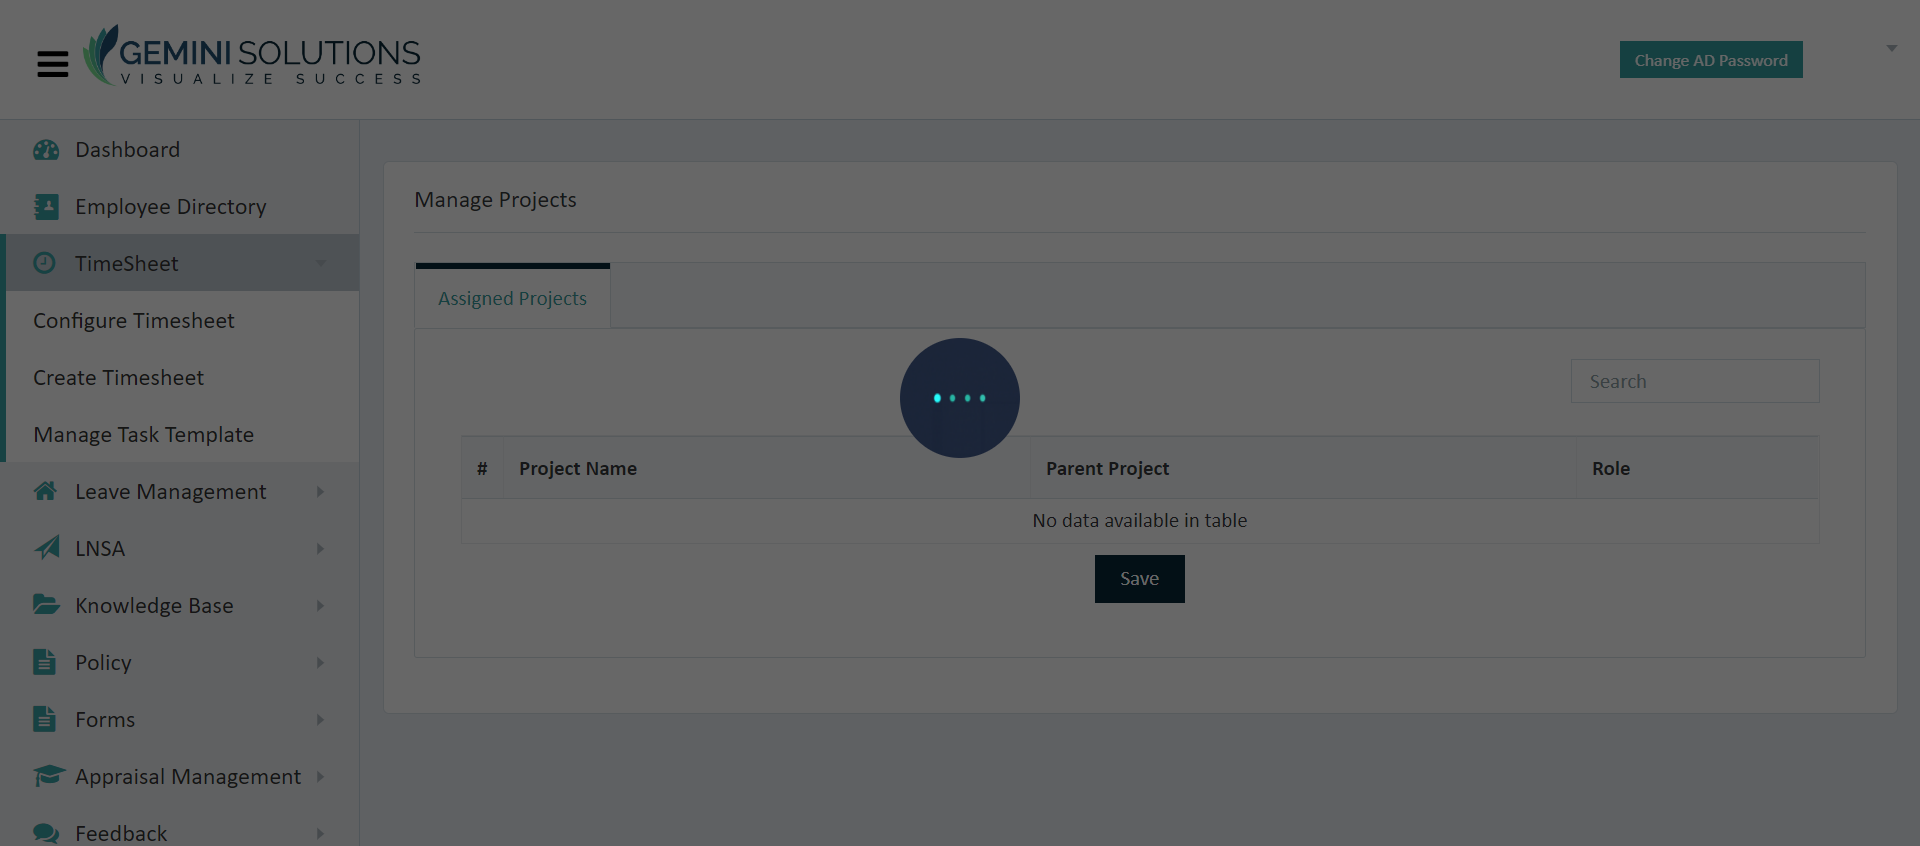 GEMINI SOLUTIONS
VISUALIZE SUCCESS
Change AD Password
Dashboard
Employee Directory
TimeSheet
Configure Timesheet
Create Timesheet
Manage Task Template
Leave Management
LNSA
Knowledge Base
Policy
Forms
Appraisal Management
Feedback
Manage Projects
Assigned Projects
Search
# Project Name Parent Project Role
No data available in table
Save